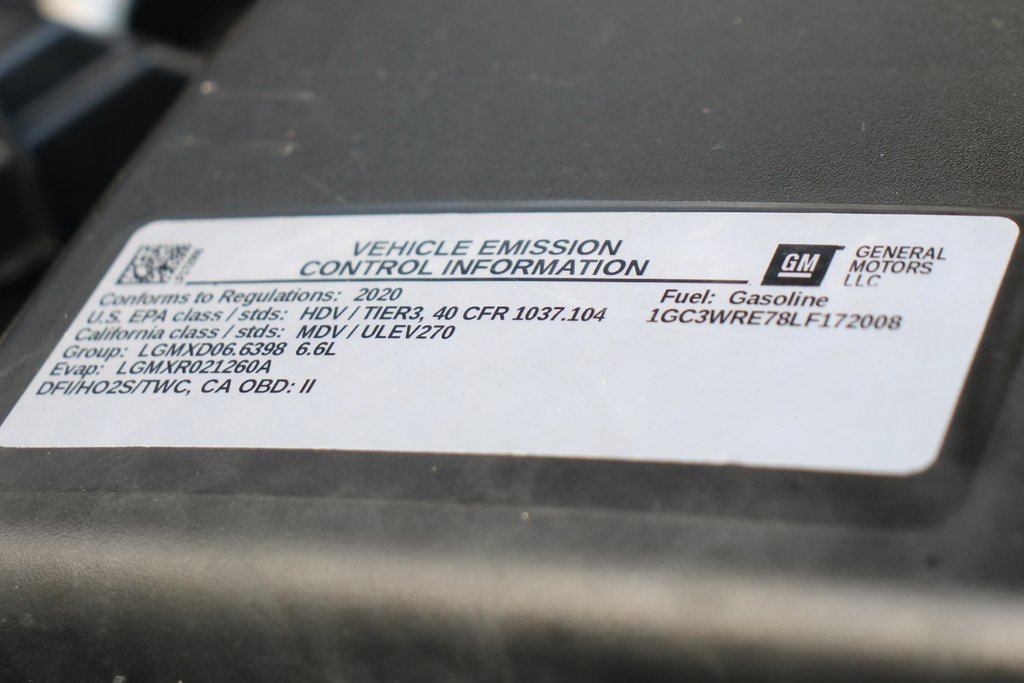 VEHICLE EMISSION
CONTROL INFORMATION
GM
GENERAL
MOTORS
LLC
Conforms to Regulations: 2020
U.S. EPA class / stds: HDV / TIER3, 40 CFR 1037.104
California class / stds: MDV / ULEV270
Group: LGMXD06.6398 6.6L
Evap: LGMXR021260A
DFI/HO2S/TWC, CA OBD: II
Fuel: Gasoline
1GC3WRE78LF172008